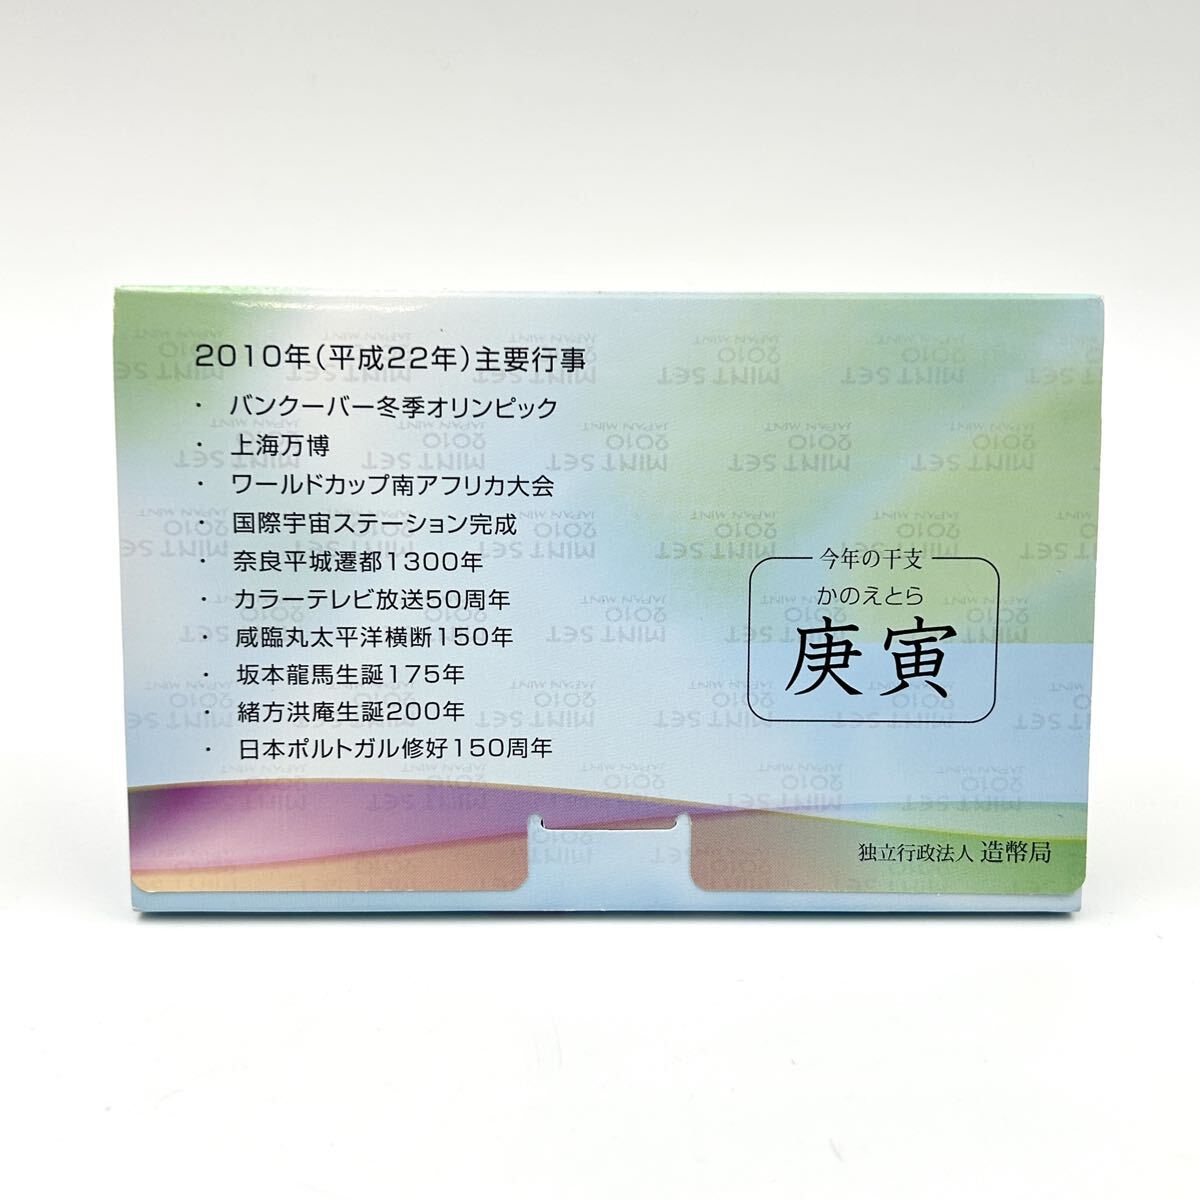 2010年(平成22年)主要行事
・ バンクーバー冬季オリンピック
・ 上海万博
・ ワールドカップ南アフリカ大会
・ 国際宇宙ステーション完成
・ 奈良平城遷都1300年
・ カラーテレビ放送50周年
・ 咸臨丸太平洋横断150年
・ 坂本龍馬生誕175年
・ 緒方洪庵生誕200年
・ 日本ポルトガル修好150周年
今年の干支
かのえとら
庚寅
独立行政法人 造幣局
JAPAN MINT
2010
MINT SET